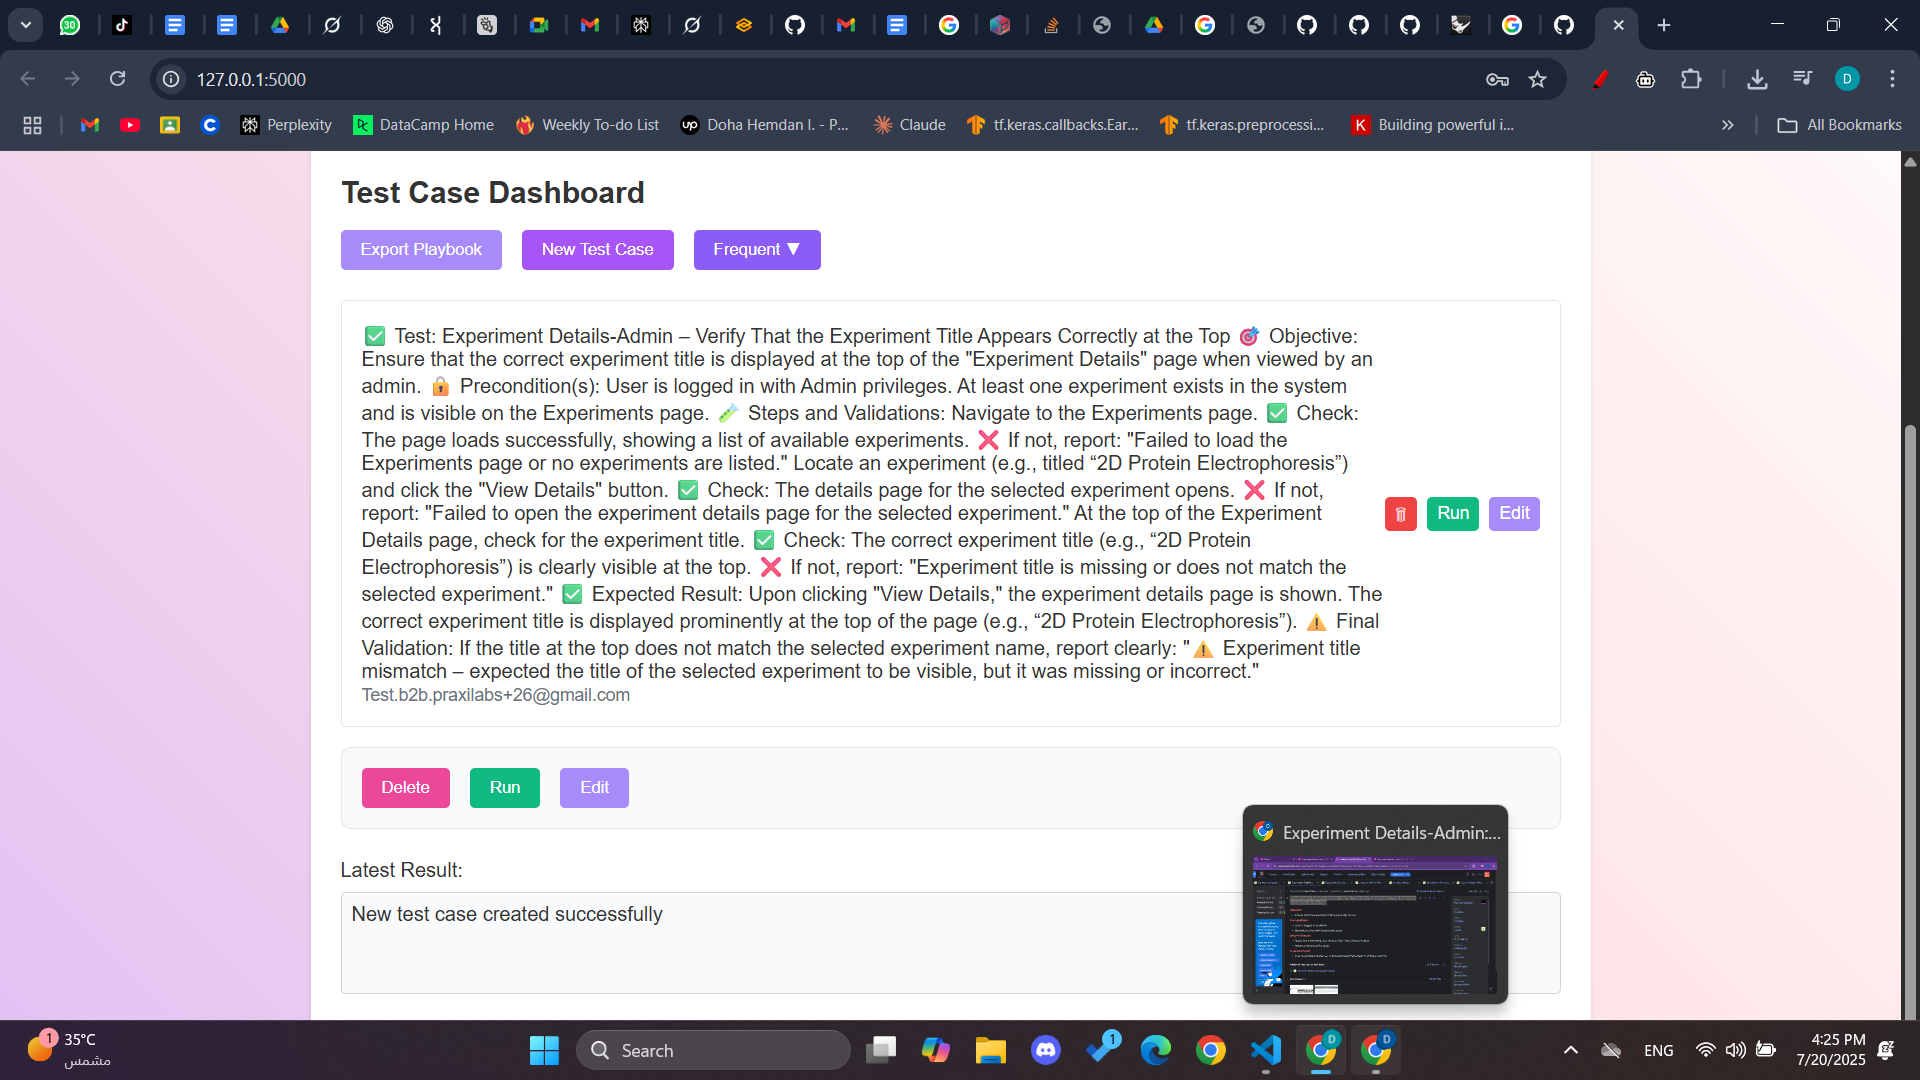 30
127.0.0.1:5000
D
Perplexity
DataCamp Home
Weekly To-do List
up
Doha Hemdan I. - P...
Claude
tf.keras.callbacks.Ear...
tf.keras.preprocessi...
K
Building powerful i...
»
All Bookmarks
Test Case Dashboard
Export Playbook
New Test Case
Frequent ▼
✅ Test: Experiment Details-Admin – Verify That the Experiment Title Appears Correctly at the Top 🎯 Objective:
Ensure that the correct experiment title is displayed at the top of the "Experiment Details" page when viewed by an
admin. 🔒 Precondition(s): User is logged in with Admin privileges. At least one experiment exists in the system
and is visible on the Experiments page. 🧪 Steps and Validations: Navigate to the Experiments page. ✅ Check:
The page loads successfully, showing a list of available experiments. ❌ If not, report: "Failed to load the
Experiments page or no experiments are listed." Locate an experiment (e.g., titled “2D Protein Electrophoresis”)
and click the "View Details" button. ✅ Check: The details page for the selected experiment opens. ❌ If not,
report: "Failed to open the experiment details page for the selected experiment." At the top of the Experiment
Details page, check for the experiment title. ✅ Check: The correct experiment title (e.g., “2D Protein
Electrophoresis”) is clearly visible at the top. ❌ If not, report: "Experiment title is missing or does not match the
selected experiment." ✅ Expected Result: Upon clicking "View Details," the experiment details page is shown. The
correct experiment title is displayed prominently at the top of the page (e.g., “2D Protein Electrophoresis”). ⚠️ Final
Validation: If the title at the top does not match the selected experiment name, report clearly: "⚠️ Experiment title
mismatch – expected the title of the selected experiment to be visible, but it was missing or incorrect."
Test.b2b.praxilabs+26@gmail.com
Run
Edit
Delete
Run
Edit
Experiment Details-Admin:...
Latest Result:
New test case created successfully
1
35°C
مشمس
Search
1
D
D
ENG
4:25 PM
7/20/2025